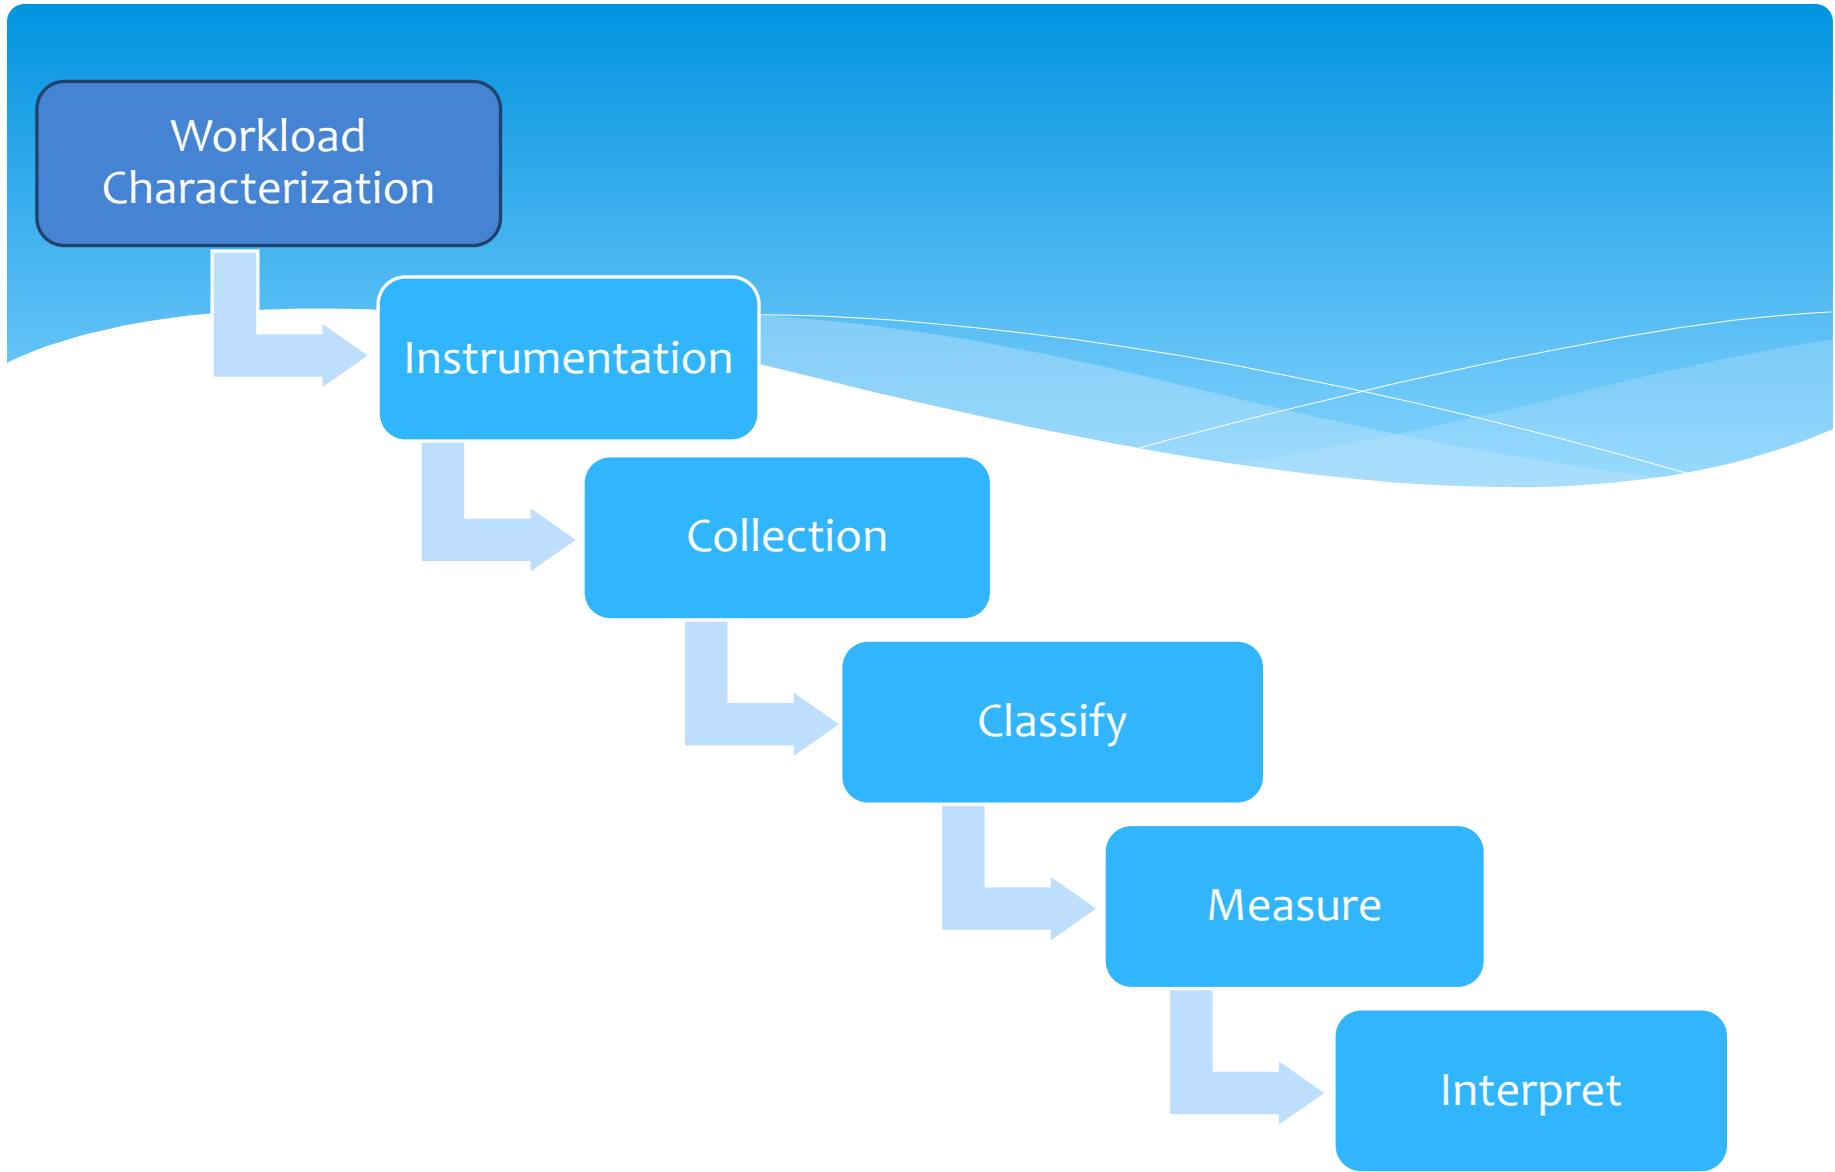 Workload
Characterization
Instrumentation
Collection
Classify
Measure
Interpret